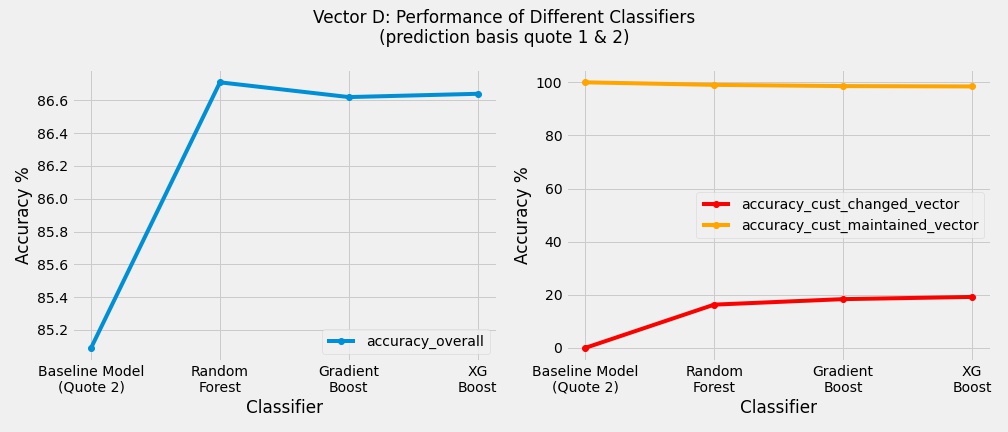 Vector D: Performance of Different Classifiers
(prediction basis quote 1 & 2)
Accuracy %
86.6
86.4
86.2
86.0
85.8
85.6
85.4
85.2
accuracy_overall
Baseline Model
(Quote 2)
Random
Forest
Gradient
Boost
XG
Boost
Classifier
Accuracy %
100
80
60
40
20
0
accuracy_cust_changed_vector
accuracy_cust_maintained_vector
Baseline Model
(Quote 2)
Random
Forest
Gradient
Boost
XG
Boost
Classifier